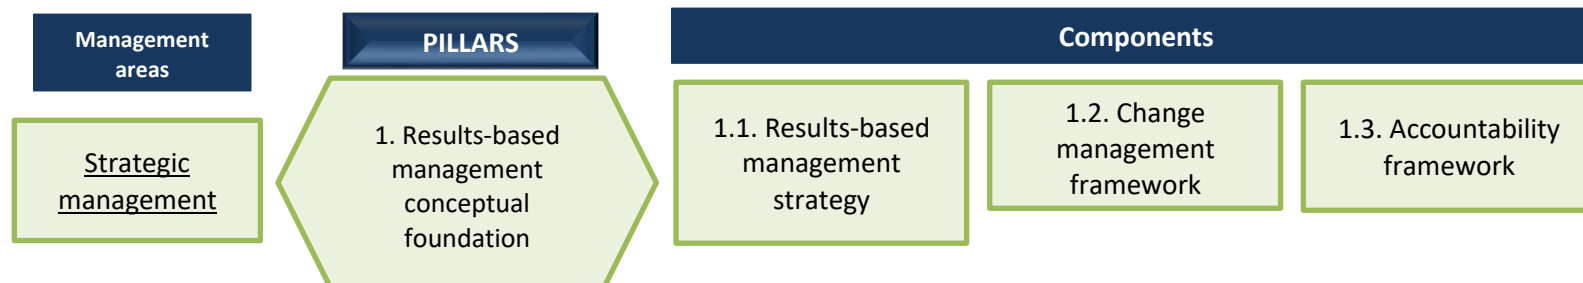 Management
areas
PILLARS
Components
Strategic
management
1. Results-based
management
conceptual
foundation
1.1. Results-based
management
strategy
1.2. Change
management
framework
1.3. Accountability
framework